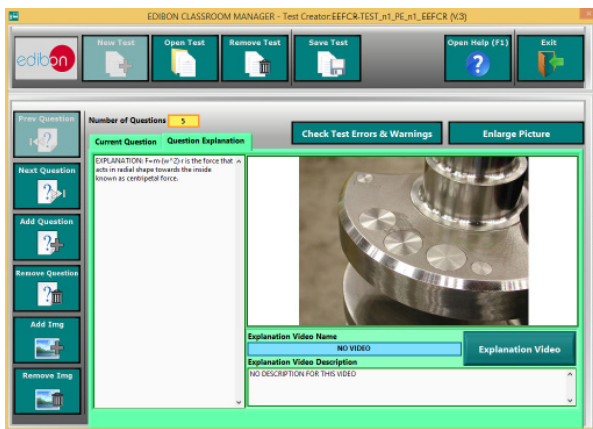 EDIBON CLASSROOM MANAGER - Test Creator:EEFCR-TEST_n1_PE_n1_EEFCR (V.3)
edibon
New Test
Open Test
Remove Test
Save Test
Open Help (F1)
Exit
Prev Question
Number of Questions 5
Check Test Errors & Warnings
Enlarge Picture
Current Question
Question Explanation
EXPLANATION: F=m·(w^2)·r is the force that
acts in radial shape towards the inside
known as centripetal force.
Next Question
Add Question
Remove Question
Add Img
Remove Img
Explanation Video Name
NO VIDEO
Explanation Video
Explanation Video Description
NO DESCRIPTION FOR THIS VIDEO